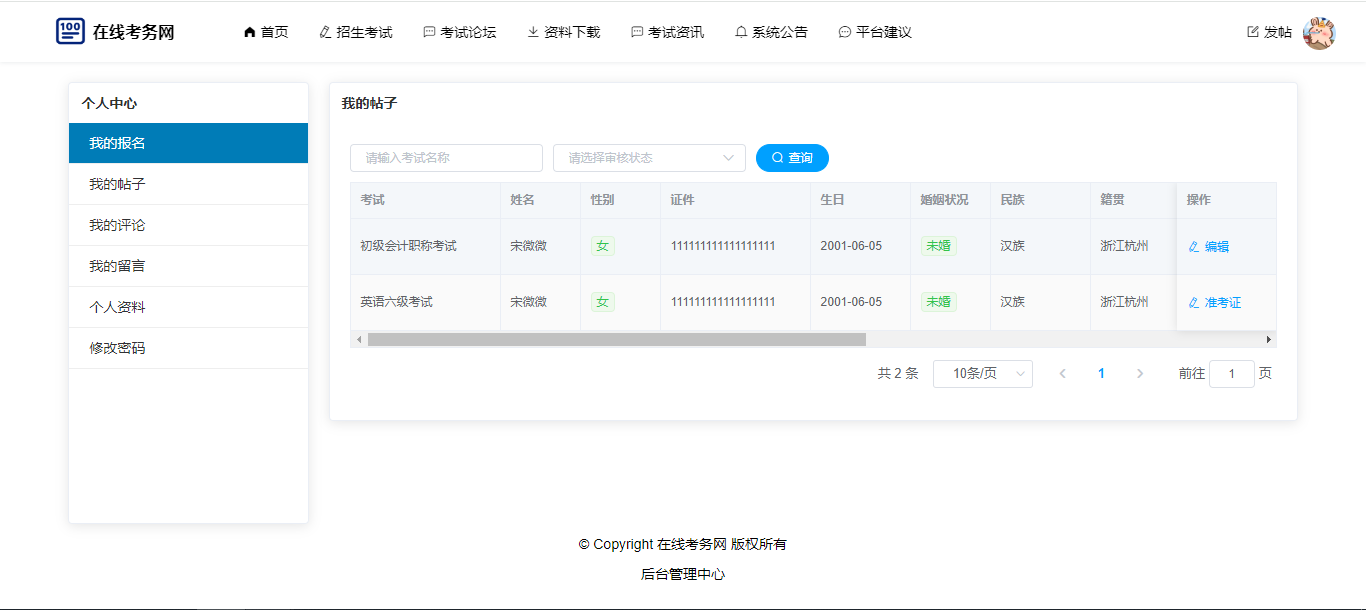 在线考务网 首页 招生考试 考试论坛 资料下载 考试资讯 系统公告 平台建议 发帖
个人中心
我的报名
我的帖子
我的评论
我的留言
个人资料
修改密码
我的帖子
请输入考试名称 请选择审核状态 查询
考试 姓名 性别 证件 生日 婚姻状况 民族 籍贯 操作
初级会计职称考试 宋微微 女 111111111111111111 2001-06-05 未婚 汉族 浙江杭州 编辑
英语六级考试 宋微微 女 111111111111111111 2001-06-05 未婚 汉族 浙江杭州 准考证
共 2 条 10条/页 1 前往 1 页
© Copyright 在线考务网 版权所有
后台管理中心